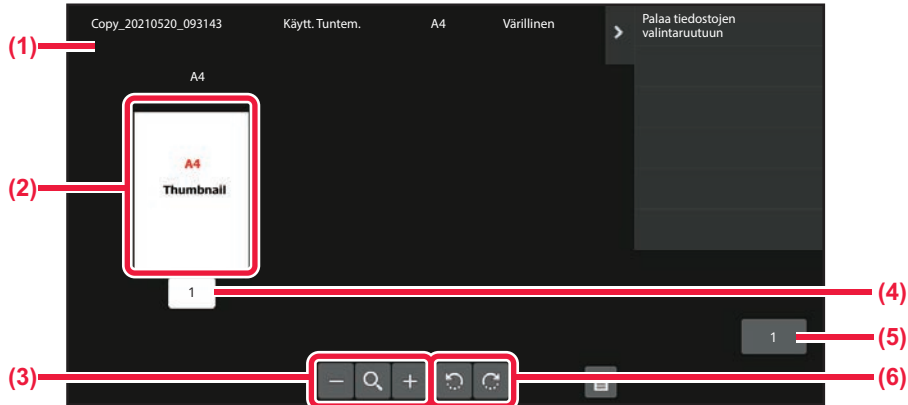 Copy_20210520_093143 Käytt. Tuntem. A4 Värillinen
Palaa tiedostojen
valintaruutuun
(1)
A4
A4
Thumbnail
(2)
1
(4)
1
(5)
(3)
(6)